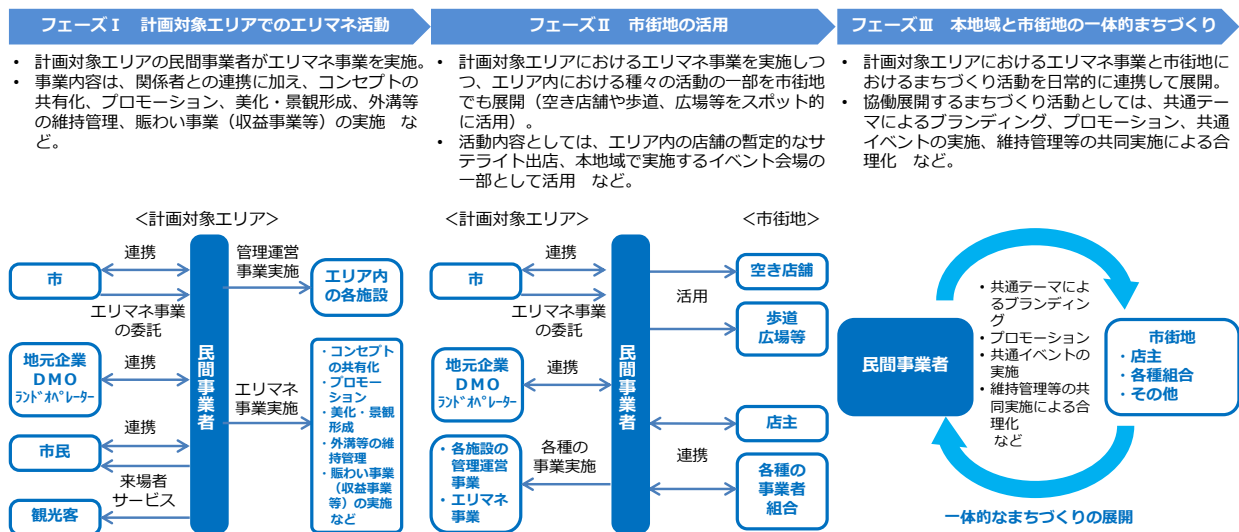 フェーズⅠ 計画対象エリアでのエリマネ活動
• 計画対象エリアの民間事業者がエリマネ事業を実施。
• 事業内容は、関係者との連携に加え、コンセプトの
共有化、プロモーション、美化・景観形成、外溝等
の維持管理、賑わい事業（収益事業等）の実施 な
ど。
<計画対象エリア>
市
連携
エリマネ事業
の委託
地元企業
DMO
ランドオペレーター
連携
市民
連携
来場者
サービス
観光客
民間事業者
管理運営
事業実施
エリア内
の各施設
エリマネ
事業実施
・コンセプト
の共有化
・プロモー
ション
・美化・景観
形成
・外溝等の維
持管理
・賑わい事業
（収益事業
等）の実施
など
フェーズⅡ 市街地の活用
• 計画対象エリアにおけるエリマネ事業を実施しつ
つ、エリア内における種々の活動の一部を市街地
でも展開（空き店舗や歩道、広場等をスポット的
に活用）。
• 活動内容としては、エリア内の店舗の暫定的なサ
テライト出店、本地域で実施するイベント会場の
一部として活用 など。
<計画対象エリア>
<市街地>
市
連携
エリマネ事業
の委託
地元企業
DMO
ランドオペレーター
連携
・各施設の
管理運営
事業
・エリマネ
事業
各種の
事業実施
民間事業者
空き店舗
活用
歩道
広場等
店主
連携
各種の
事業者
組合
フェーズⅢ 本地域と市街地の一体的まちづくり
• 計画対象エリアにおけるエリマネ事業と市街地に
おけるまちづくり活動を日常的に連携して展開。
• 協働展開するまちづくり活動としては、共通テー
マによるブランディング、プロモーション、共通
イベントの実施、維持管理等の共同実施による合
理化 など。
民間事業者
• 共通テーマによ
るブランディン
グ
• プロモーション
• 共通イベントの
実施
• 維持管理等の共
同実施による合
理化
など
市街地
・店主
・各種組合
・その他
一体的なまちづくりの展開